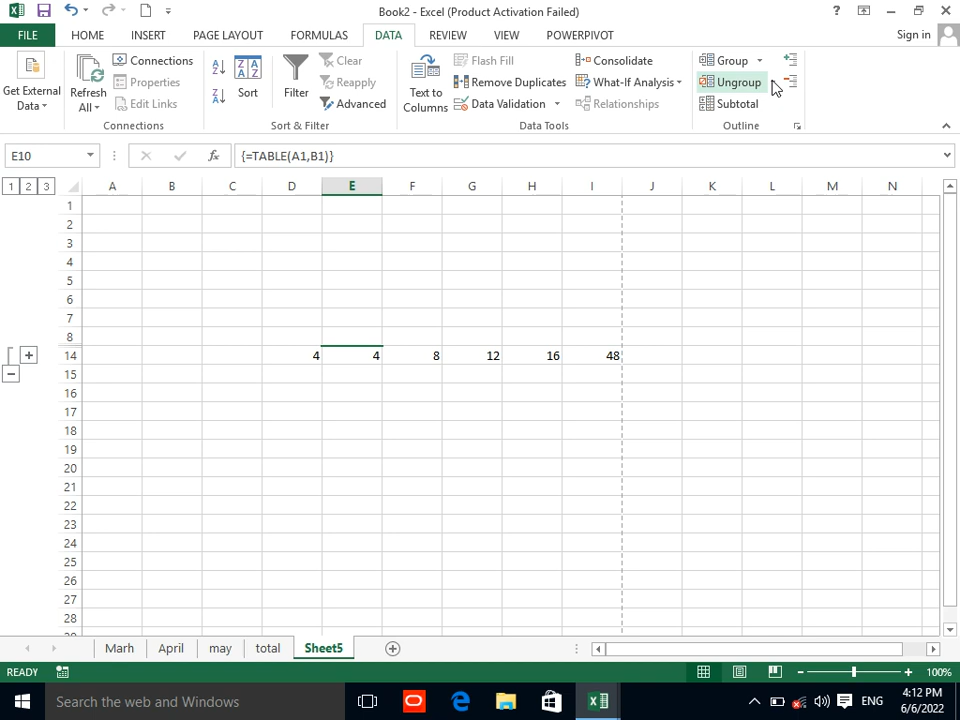 Book2 - Excel (Product Activation Failed)
?
FILE HOME INSERT PAGE LAYOUT FORMULAS DATA REVIEW VIEW POWERPIVOT Sign in
Get External Data
Refresh All
Connections
Properties
Edit Links
Connections
Sort
Filter
Clear
Reapply
Advanced
Sort & Filter
Text to Columns
Flash Fill
Remove Duplicates
Data Validation
Consolidate
What-If Analysis
Relationships
Data Tools
Group
Ungroup
Subtotal
Outline
E10 fx {=TABLE(A1,B1)}
1 2 3 A B C D E F G H I J K L M N
1
2
3
4
5
6
7
8
14 4 4 8 12 16 48
15
16
17
18
19
20
21
22
23
24
25
26
27
28
29
Marh April may total Sheet5
READY 100%
Search the web and Windows
ENG
4:12 PM
6/6/2022